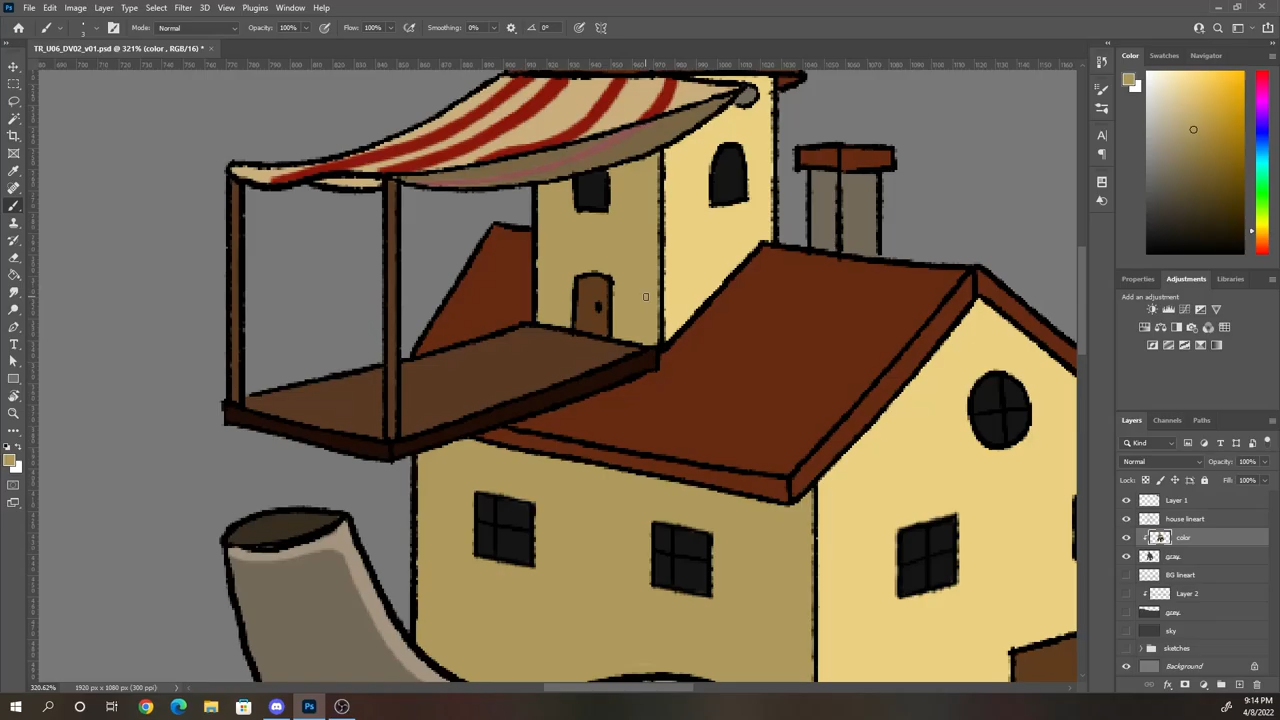 File Edit Image Layer Type Select Filter 3D View Plugins Window Help
3 Mode: Normal Opacity: 100% Flow: 100% Smoothing: 0% 0°
TR_U06_DV02_v01.psd @ 321% (color , RGB/16) *
Color Swatches Navigator
Properties Adjustments Libraries
Add an adjustment
Layers Channels Paths
Kind
Normal Opacity: 100%
Lock: Fill: 100%
Layer 1
house lineart
color
gray.
BG lineart
Layer 2
grey.
sky
sketches
Background
320.62% 1920 px x 1080 px (300 ppi)
9:14 PM
4/8/2022